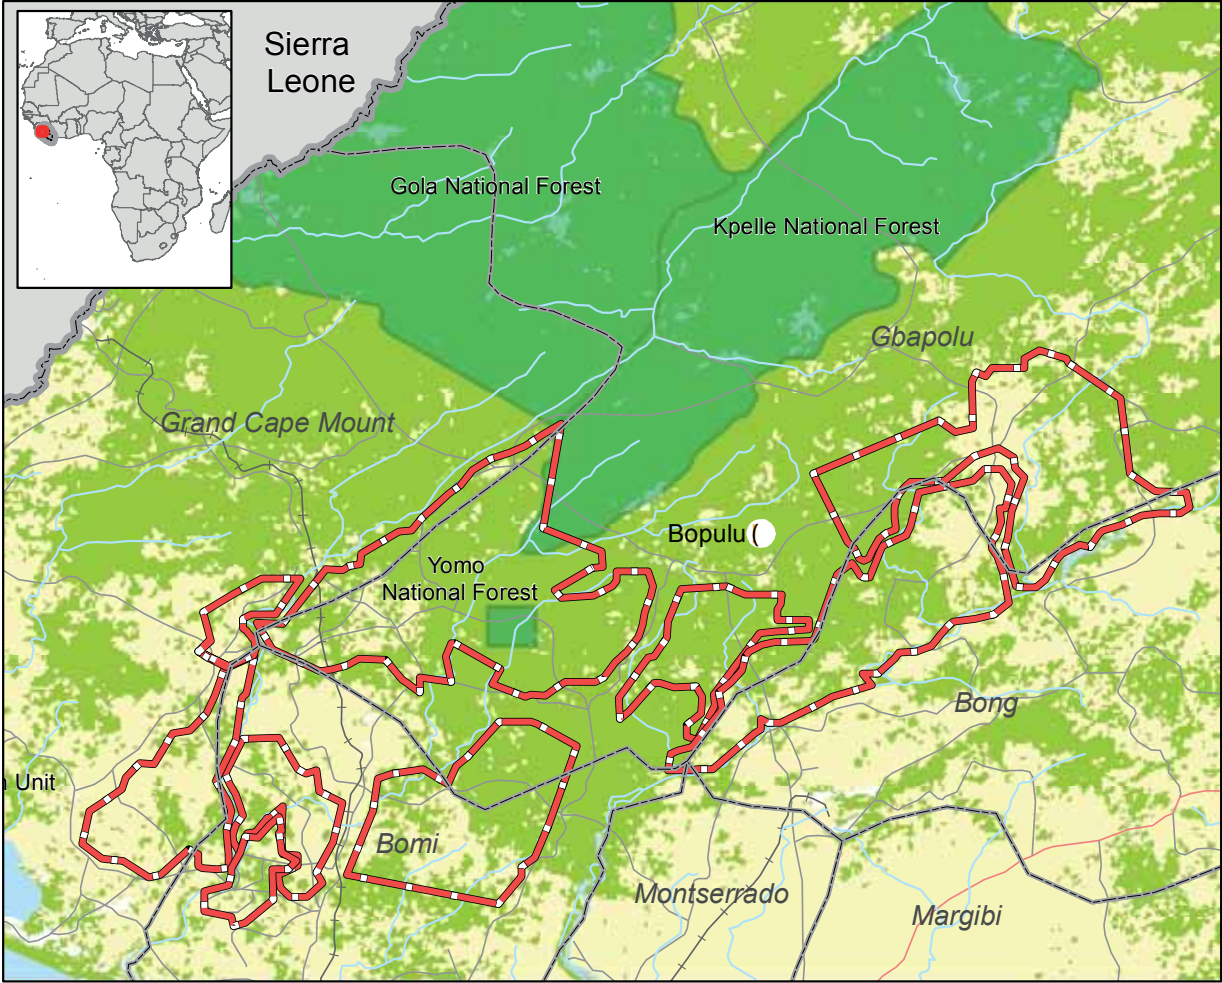 Sierra
Leone
Gola National Forest
Kpelle National Forest
Gbapolu
Grand Cape Mount
Bopulu
Yomo
National Forest
Bong
Unit
Bomi
Montserrado
Margibi